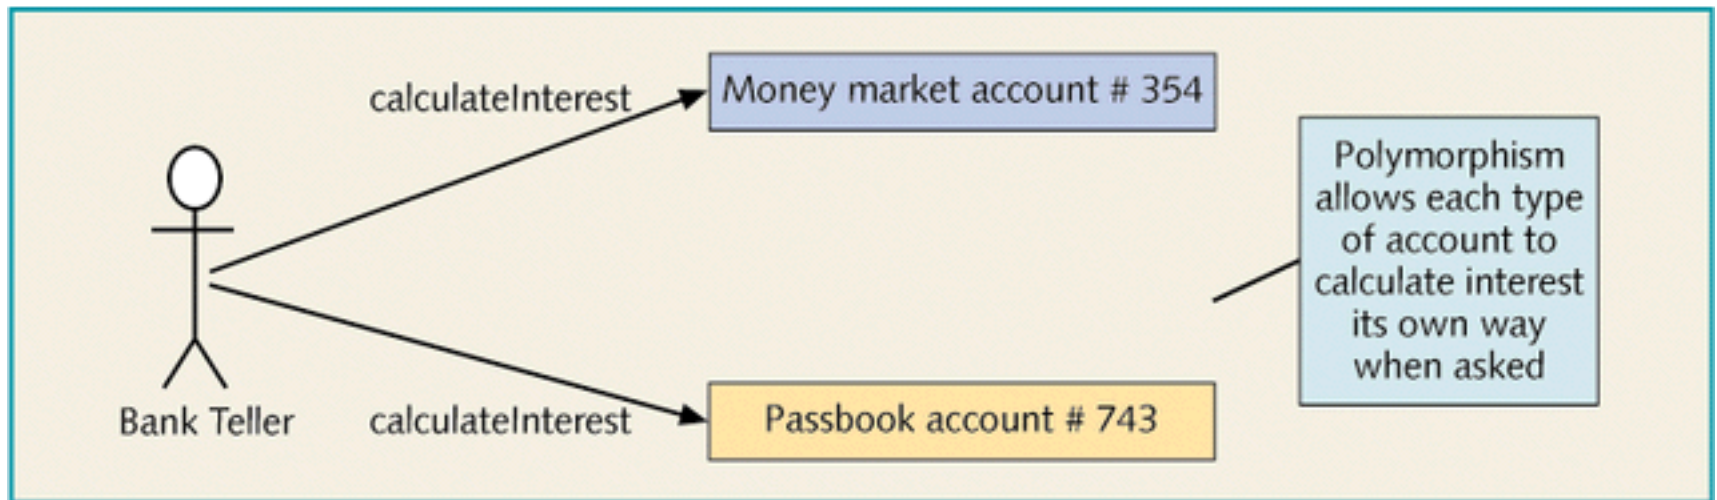 calculateInterest
Money market account # 354
Polymorphism
allows each type
of account to
calculate interest
its own way
when asked
Bank Teller
calculateInterest
Passbook account # 743